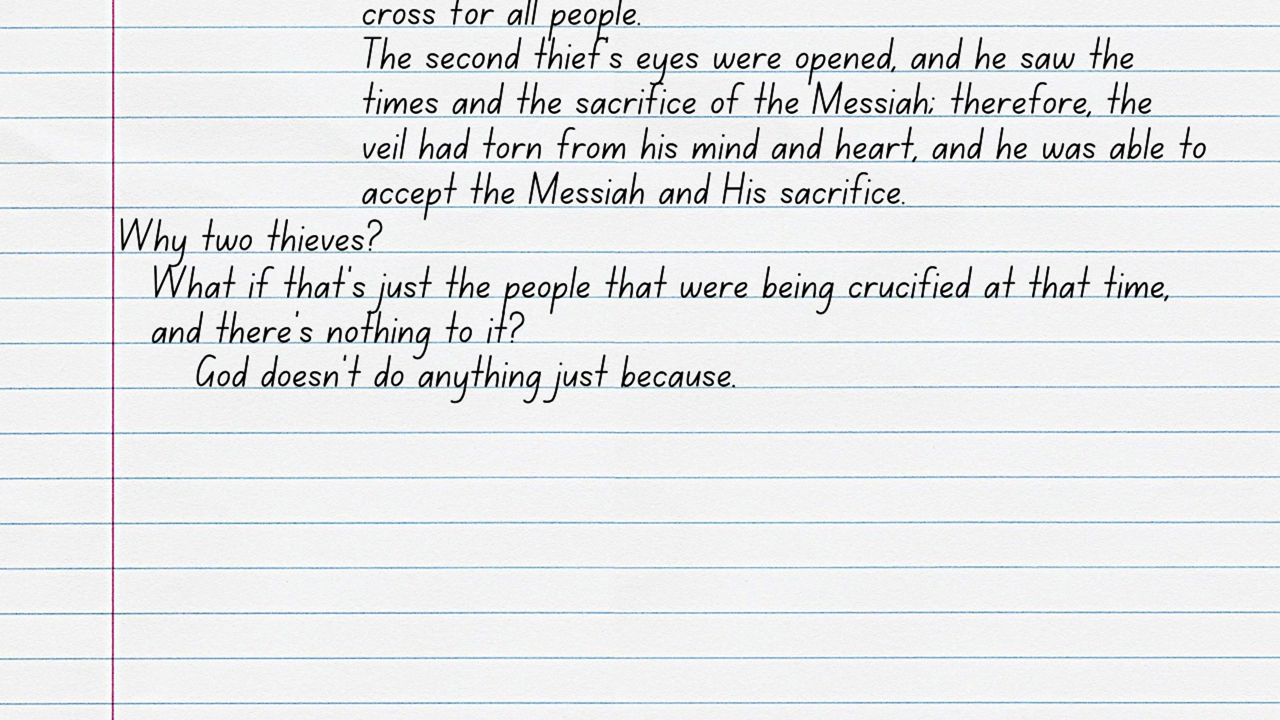 cross for all people.
The second thief's eyes were opened, and he saw the
times and the sacrifice of the Messiah; therefore, the
veil had torn from his mind and heart, and he was able to
accept the Messiah and His sacrifice.
Why two thieves?
What if that's just the people that were being crucified at that time,
and there's nothing to it?
God doesn't do anything just because.